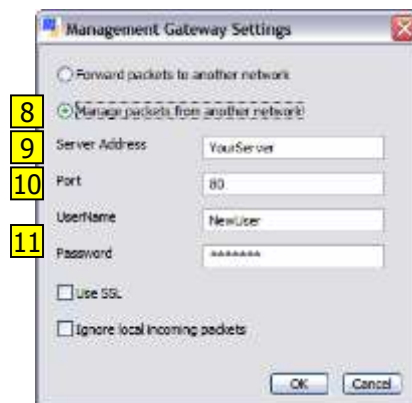 Management Gateway Settings
Forward packets to another network
8
Manage packets from another network
9
Server Address
YourServer
10
Port
80
UserName
NewUser
11
Password
*******
Use SSL
Ignore local incoming packets
OK
Cancel